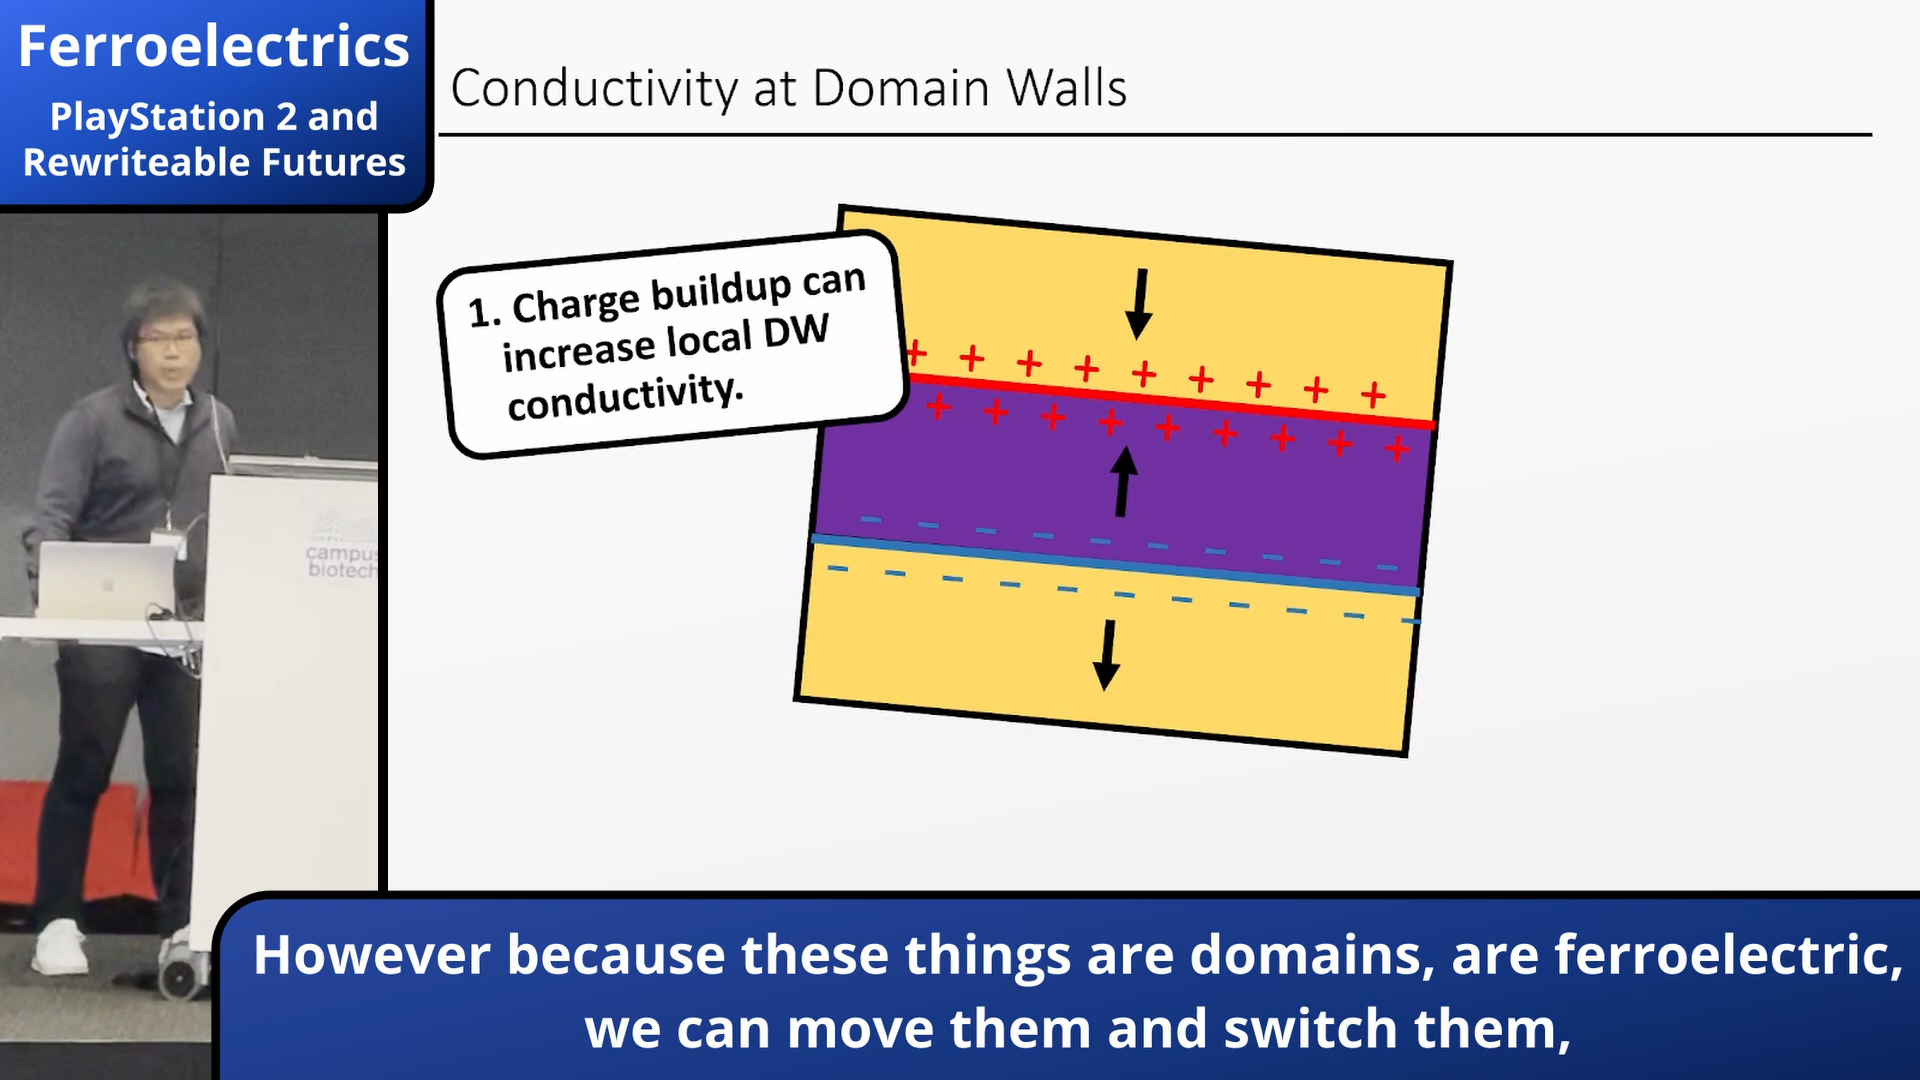 Ferroelectrics
PlayStation 2 and
Rewriteable Futures
Conductivity at Domain Walls
1. Charge buildup can
increase local DW
conductivity.
campus
biotech
However because these things are domains, are ferroelectric,
we can move them and switch them,